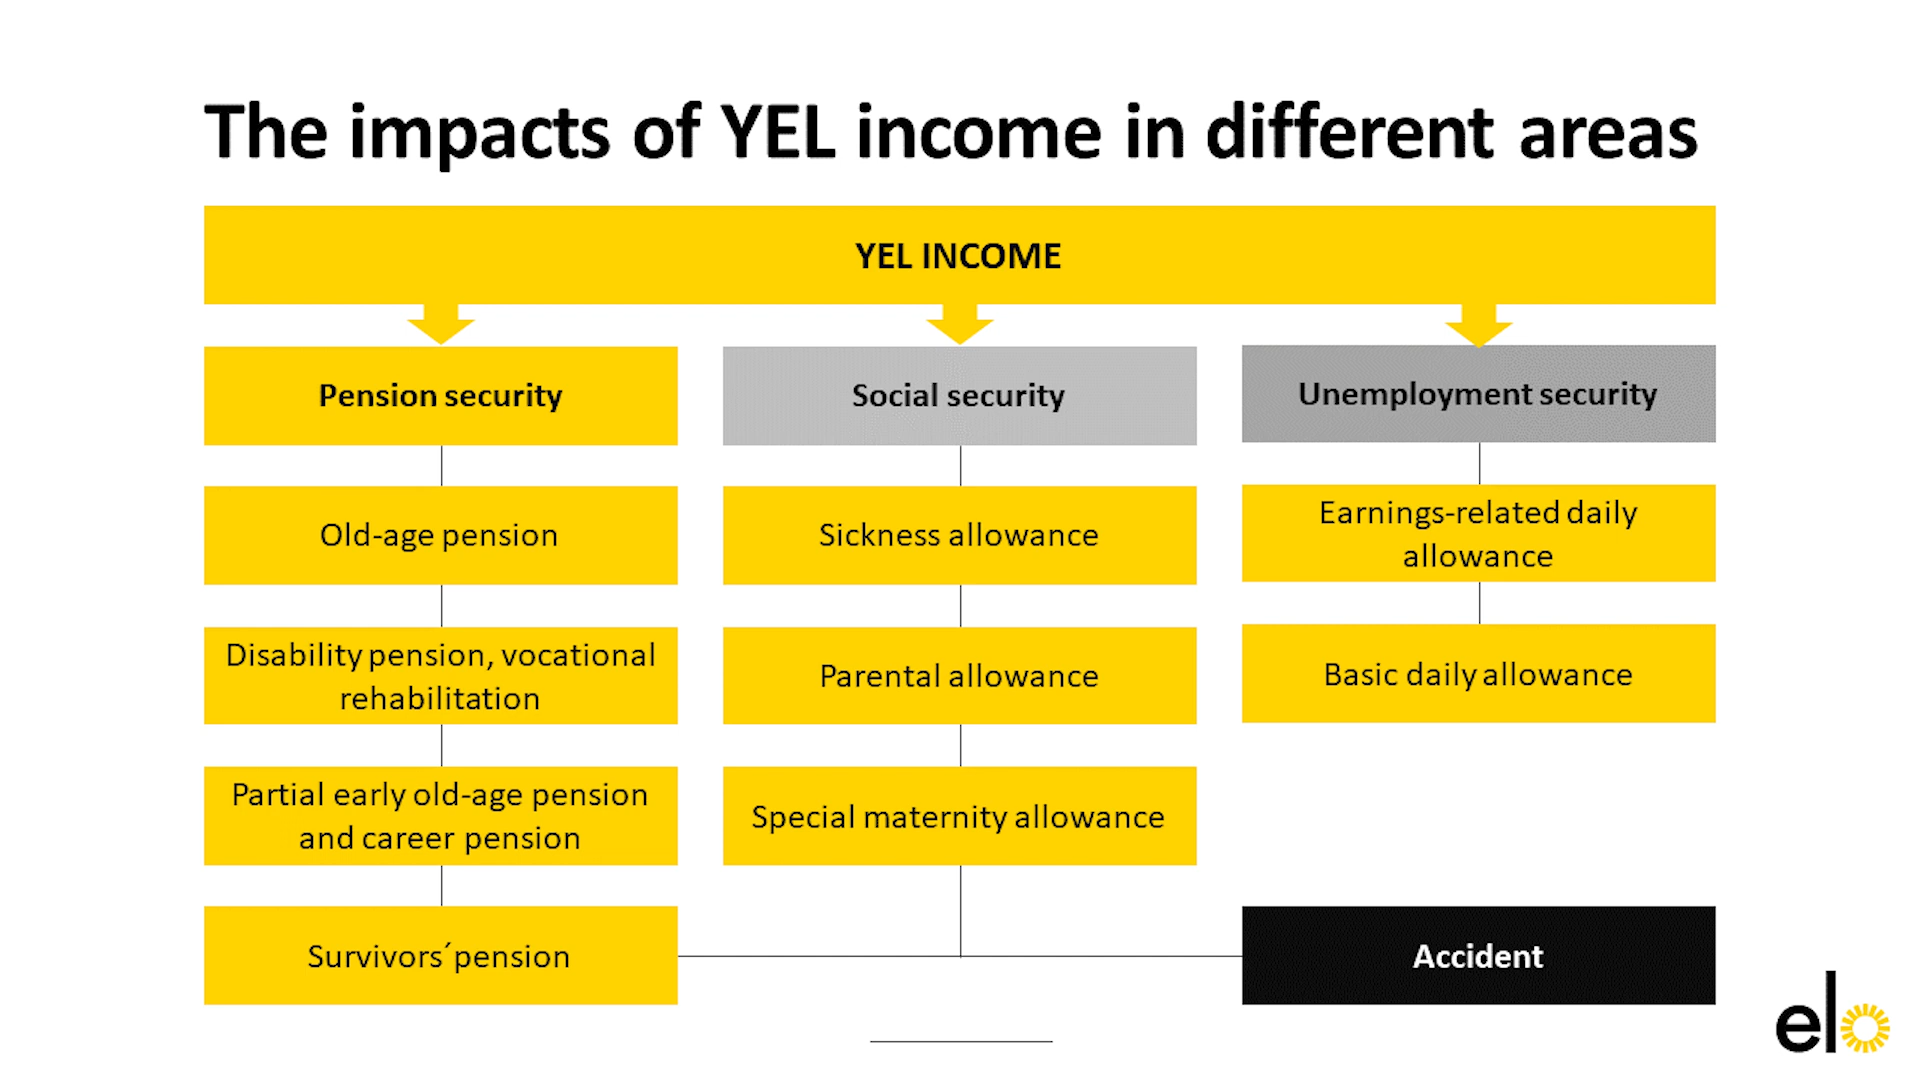 The impacts of YEL income in different areas
YEL INCOME
Pension security
Social security
Unemployment security
Old-age pension
Sickness allowance
Earnings-related daily
allowance
Disability pension, vocational
rehabilitation
Parental allowance
Basic daily allowance
Partial early old-age pension
and career pension
Special maternity allowance
Survivors´pension
Accident
elo